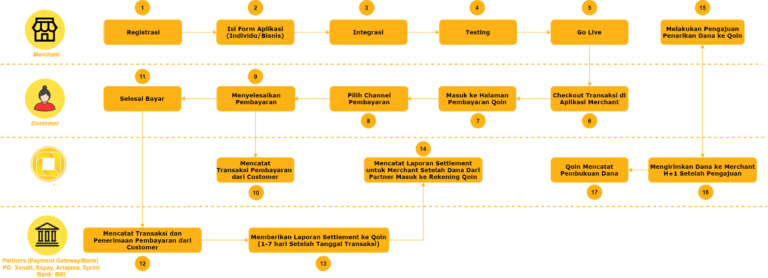 1
2
3
4
5
15
Registrasi
Isi Form Aplikasi
(Individu/Bisnis)
Integrasi
Testing
Go Live
Melakukan Pengajuan
Penarikan Dana ke Qoin
Merchant
11
9
Selesai Bayar
Menyelesaikan
Pembayaran
Pilih Channel
Pembayaran
Masuk ke Halaman
Pembayaran Qoin
Checkout Transaksi di
Aplikasi Merchant
Customer
8
7
6
14
Mencatat
Transaksi Pembayaran
dari Customer
Mencatat Laporan Settlement
untuk Merchant Setelah Dana Dari
Partner Masuk ke Rekening Qoin
Qoin Mencatat
Pembukuan Dana
Mengirimkan Dana ke Merchant
H+1 Setelah Pengajuan
10
17
16
Mencatat Transaksi dan
Penerimaan Pembayaran dari
Customer
Memberikan Laporan Settlement ke Qoin
(1-7 hari Setelah Tanggal Transaksi)
Partners (Payment Gateway/Bank)
PG: Xendit, Espay, Artajasa, Sprint
Bank: BRI
12
13